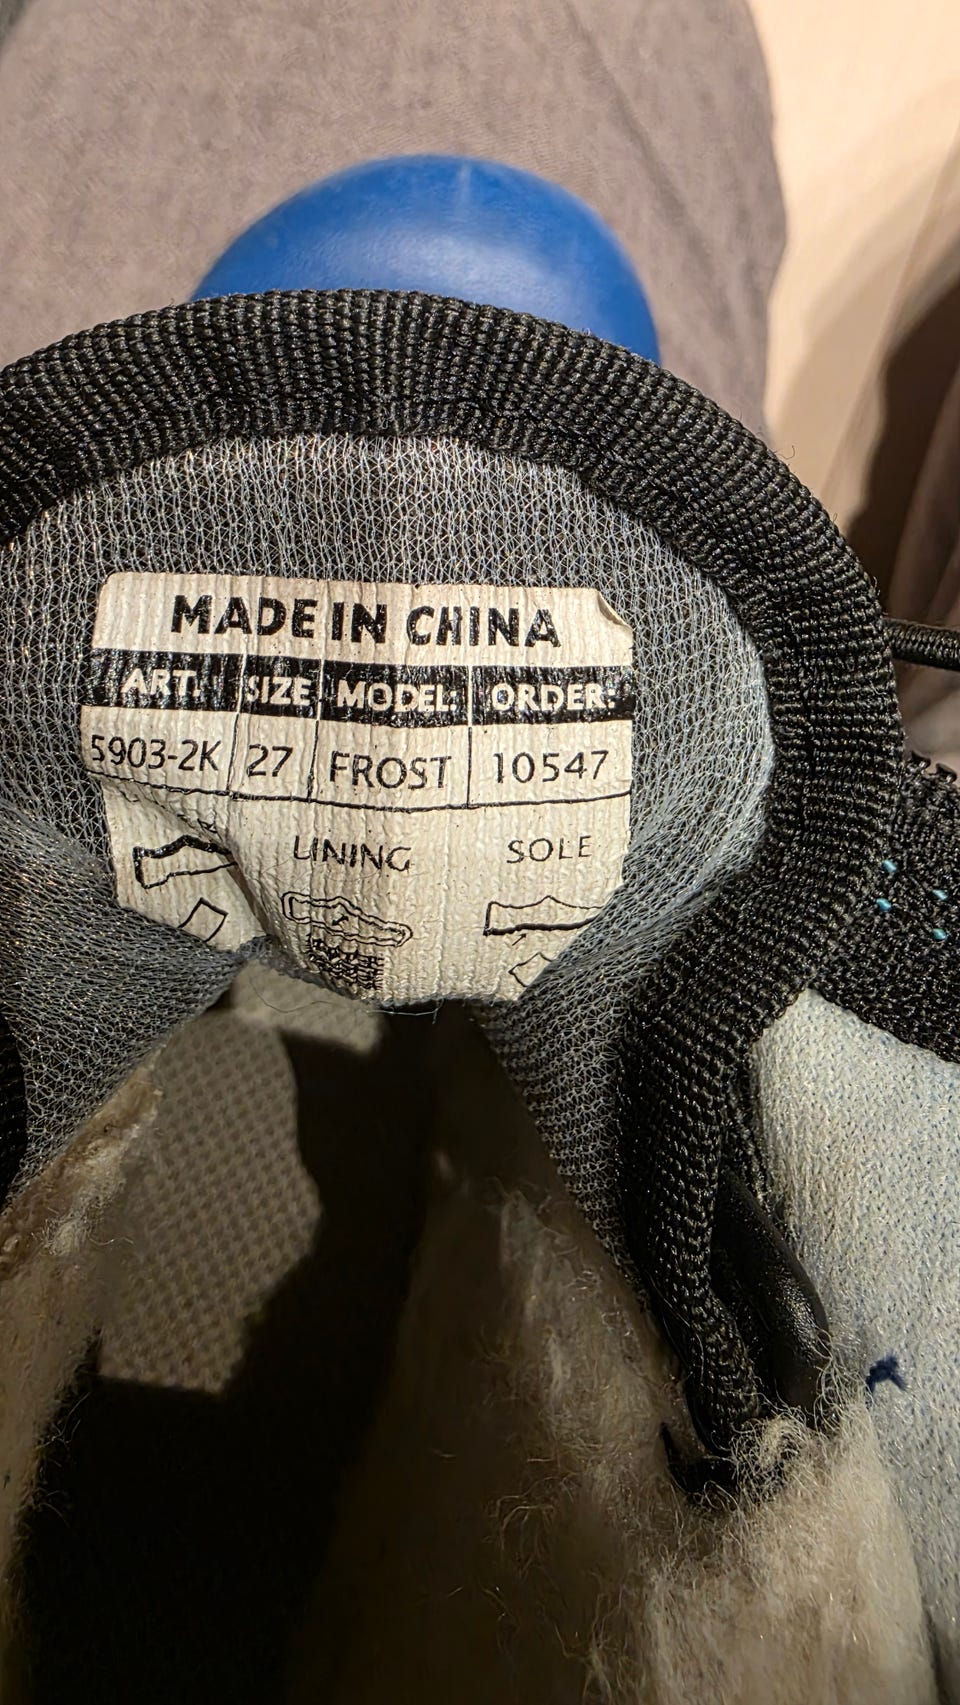 MADE IN CHINA
ART. SIZE MODEL: ORDER:
5903-2K 27 FROST 10547
LINING SOLE